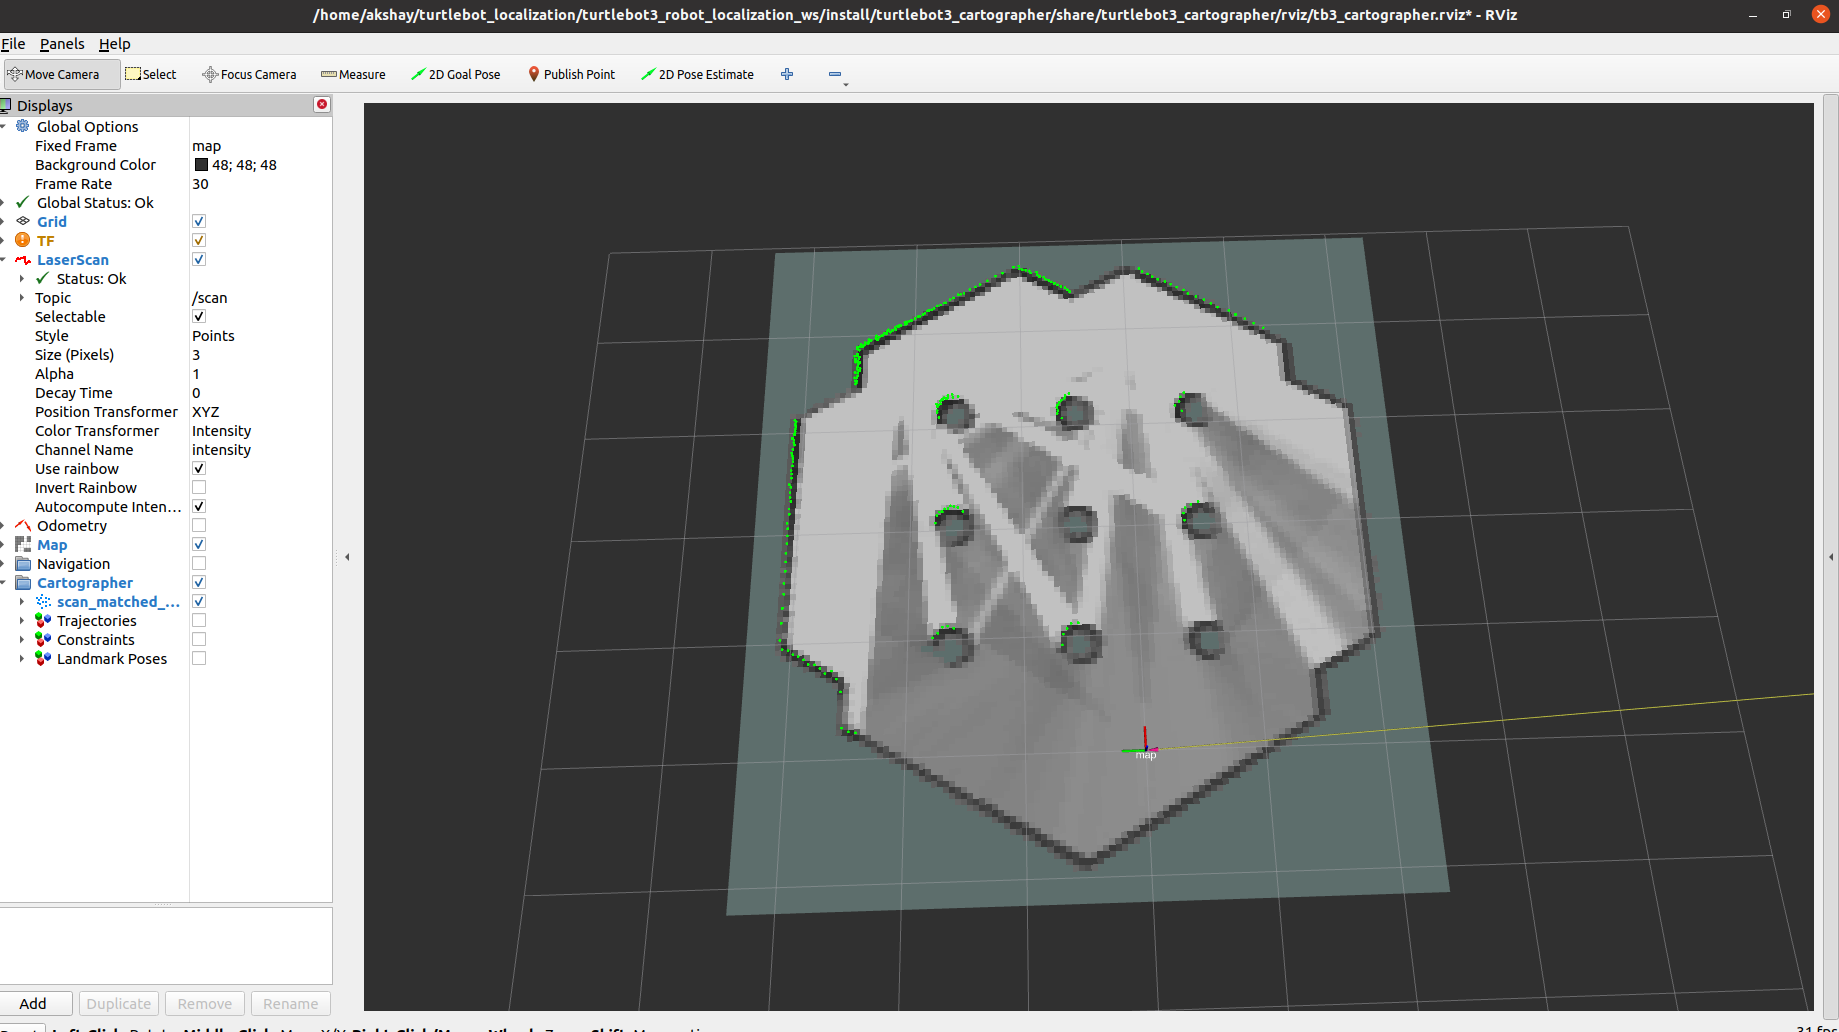 /home/akshay/turtlebot_localization/turtlebot3_robot_localization_ws/install/turtlebot3_cartographer/share/turtlebot3_cartographer/rviz/tb3_cartographer.rviz* - RViz
File Panels Help
Move Camera Select Focus Camera Measure 2D Goal Pose Publish Point 2D Pose Estimate
Displays
Global Options
Fixed Frame map
Background Color 48; 48; 48
Frame Rate 30
Global Status: Ok
Grid
TF
LaserScan
Status: Ok
Topic /scan
Selectable
Style Points
Size (Pixels) 3
Alpha 1
Decay Time 0
Position Transformer XYZ
Color Transformer Intensity
Channel Name intensity
Use rainbow
Invert Rainbow
Autocompute Inten...
Odometry
Map
Navigation
Cartographer
scan_matched_...
Trajectories
Constraints
Landmark Poses
map
Add Duplicate Remove Rename
31 fps